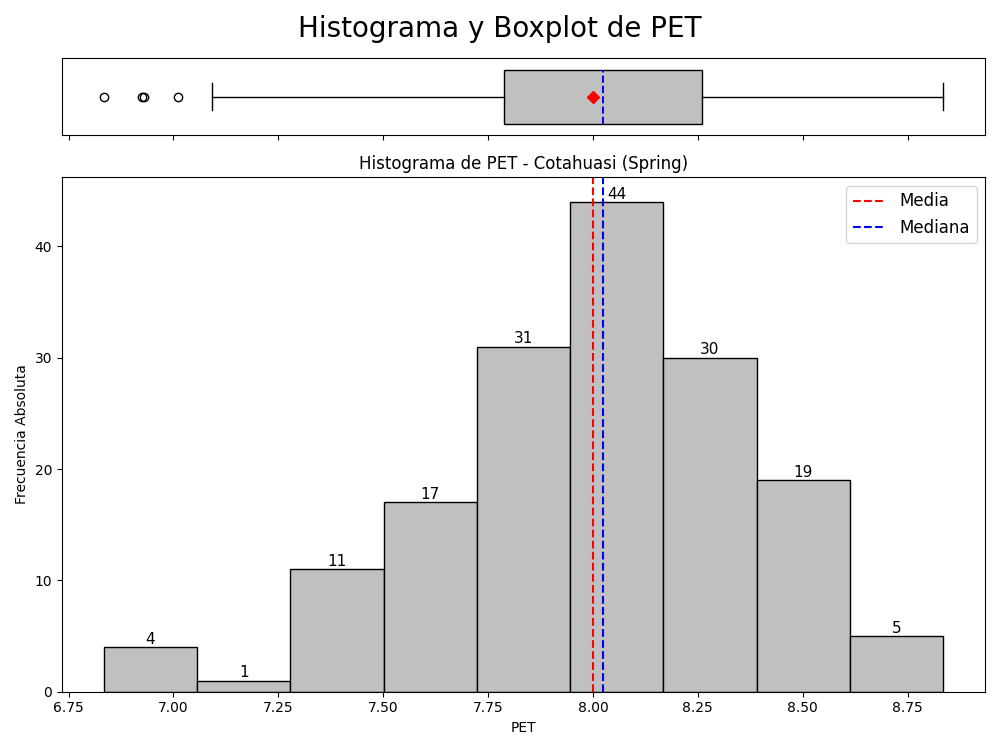 Histograma y Boxplot de PET
Histograma de PET - Cotahuasi (Spring)
Media
Mediana
44
31
30
19
17
11
5
4
1
Frecuencia Absoluta
40
30
20
10
0
6.75 7.00 7.25 7.50 7.75 8.00 8.25 8.50 8.75
PET